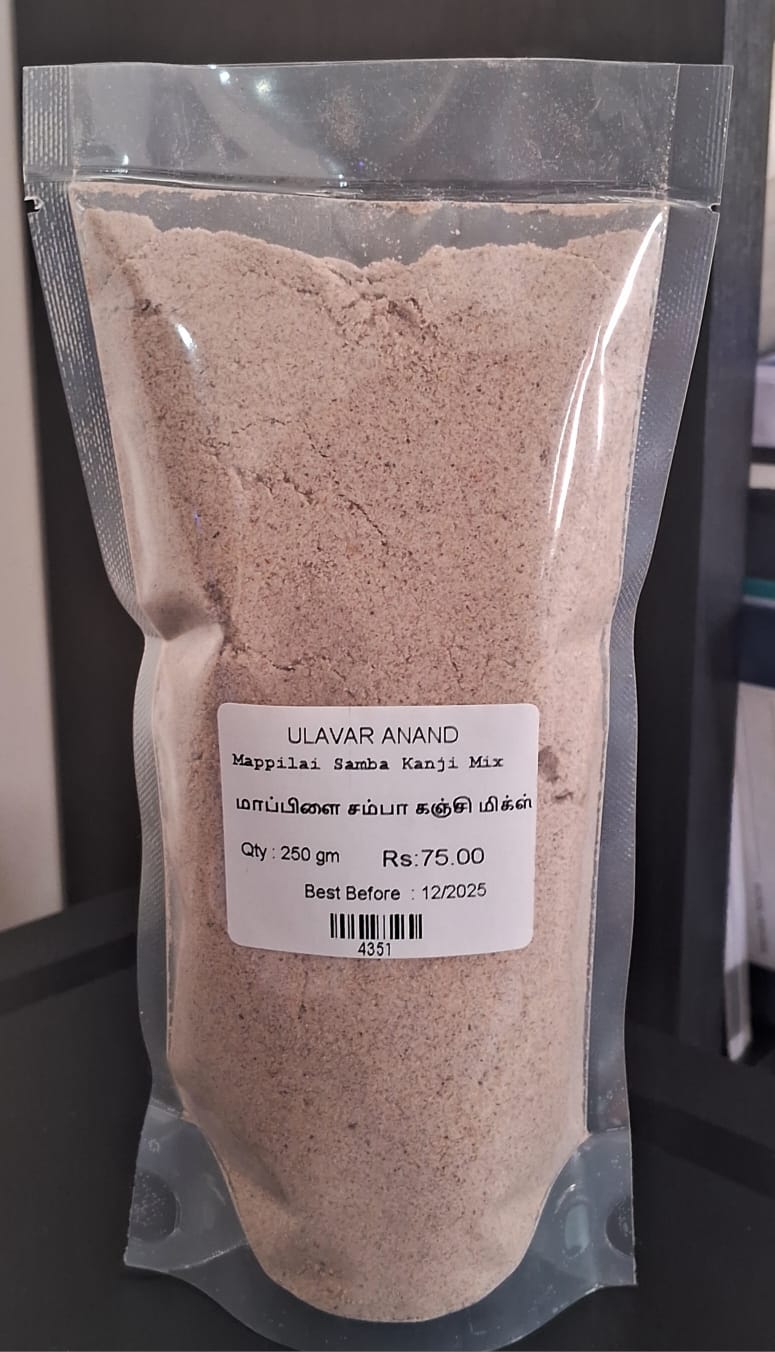 ULAVAR ANAND
Mappilai Samba Kanji Mix
மாப்பிளை சம்பா கஞ்சி மிக்ஸ்
Qty : 250 gm Rs:75.00
Best Before : 12/2025
4351